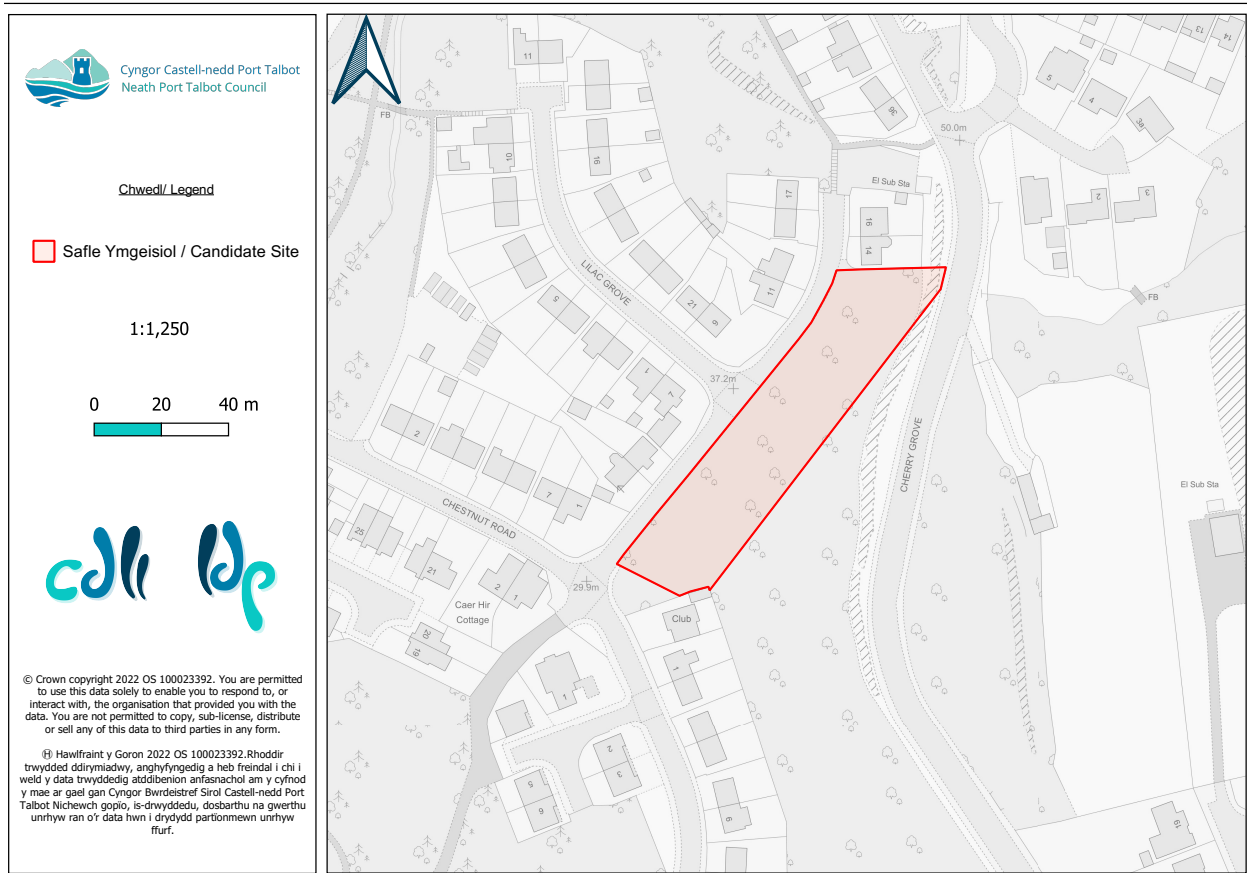 Cyngor Castell-nedd Port Talbot
Neath Port Talbot Council
Chwedl/ Legend
Safle Ymgeisiol / Candidate Site
1:1,250
0 20 40 m
cdll ldp
© Crown copyright 2022 OS 100023392. You are permitted
to use this data solely to enable you to respond to, or
interact with, the organisation that provided you with the
data. You are not permitted to copy, sub-license, distribute
or sell any of this data to third parties in any form.
Ⓗ Hawlfraint y Goron 2022 OS 100023392.Rhoddir
trwydded ddirymiadwy, anghyfyngedig a heb freindal i chi i
weld y data trwyddedig atddibenion anfasnachol am y cyfnod
y mae ar gael gan Cyngor Bwrdeistref Sirol Castell-nedd Port
Talbot Nichewch gopïo, is-drwyddedu, dosbarthu na gwerthu
unrhyw ran o'r data hwn i drydydd partïonmewn unrhyw
ffurf.
11
FB
10
16
36
50.0m
5
4
3a
13
14
El Sub Sta
17
16
14
2
3
LILAC GROVE
5
21
9
11
FB
37.2m
1
7
2
7
1
CHERRY GROVE
El Sub Sta
CHESTNUT ROAD
25
21
2
1
29.9m
Caer Hir
Cottage
20
19
Club
1
1
2
3
5
6
9
19